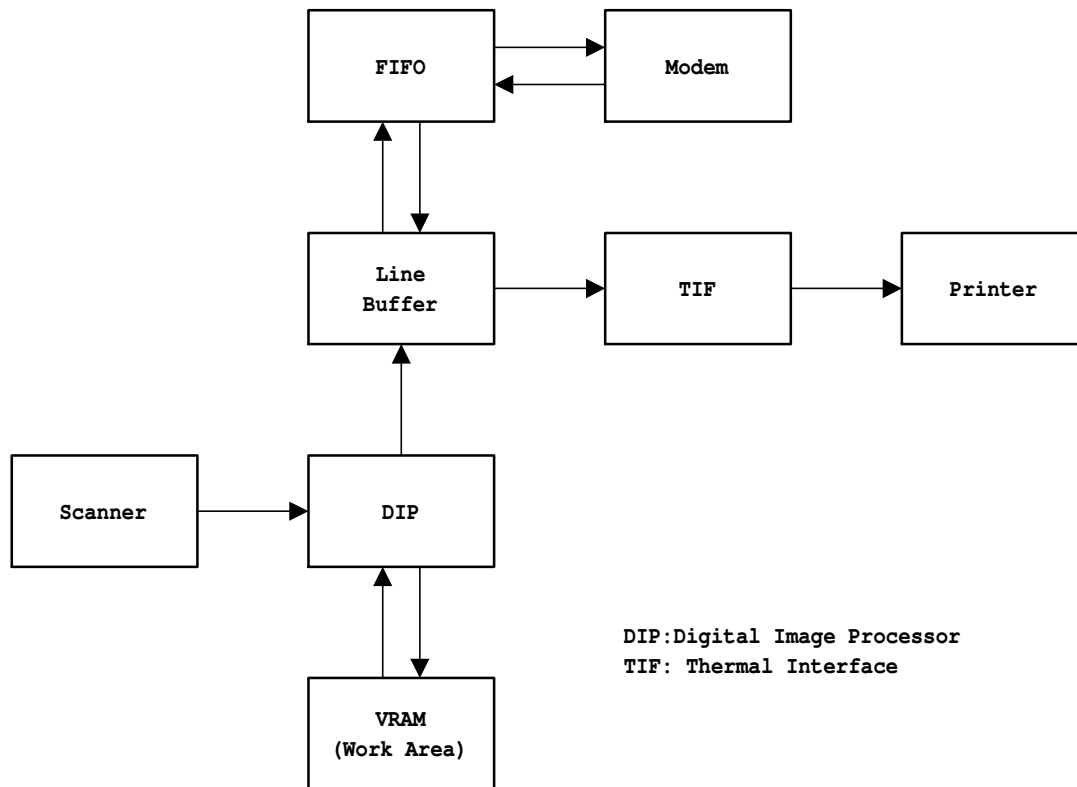 FIFO
Modem
Line
Buffer
TIF
Printer
Scanner
DIP
DIP:Digital Image Processor
TIF: Thermal Interface
VRAM
(Work Area)